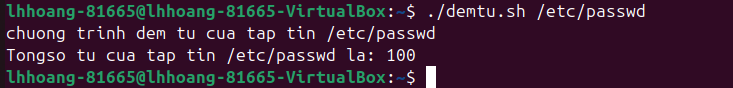 lhhoang-81665@lhhoang-81665-VirtualBox:~$ ./demtu.sh /etc/passwd
chuong trinh dem tu cua tap tin /etc/passwd
Tongso tu cua tap tin /etc/passwd la: 100
lhhoang-81665@lhhoang-81665-VirtualBox:~$